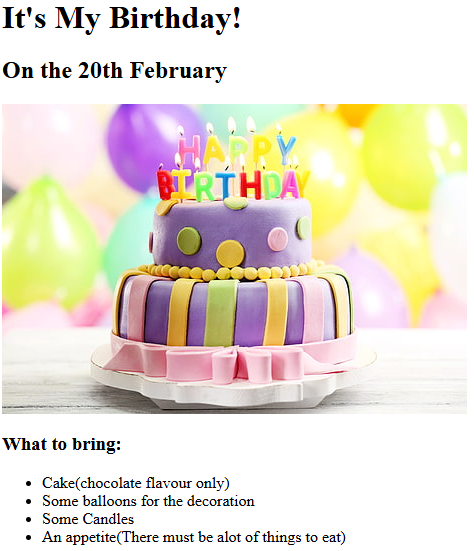 It's My Birthday!
On the 20th February
HAPPY
BIRTHDAY
What to bring:
Cake(chocolate flavour only)
Some balloons for the decoration
Some Candles
An appetite(There must be alot of things to eat)